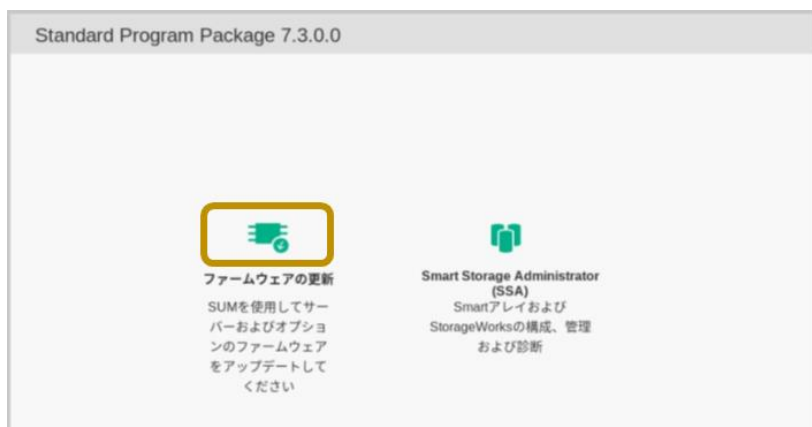 Standard Program Package 7.3.0.0
ファームウェアの更新
SUMを使用してサー
バーおよびオプショ
ンのファームウェア
をアップデートして
ください
Smart Storage Administrator
(SSA)
Smartアレイおよび
StorageWorksの構成、管理
および診断